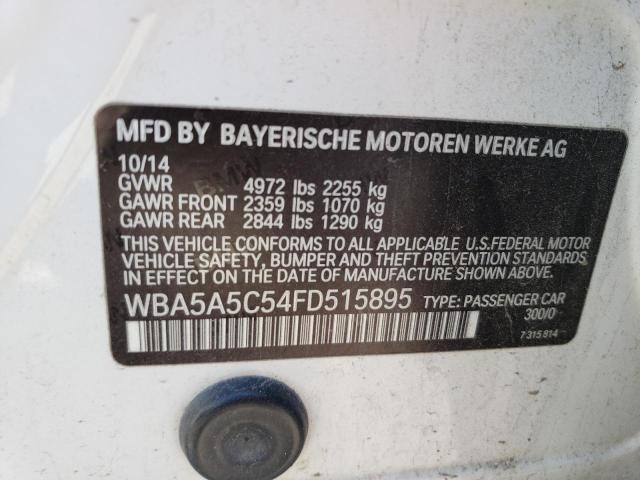 MFD BY BAYERISCHE MOTOREN WERKE AG
10/14
GVWR 4972 lbs 2255 kg
GAWR FRONT 2359 lbs 1070 kg
GAWR REAR 2844 lbs 1290 kg
THIS VEHICLE CONFORMS TO ALL APPLICABLE U.S.FEDERAL MOTOR
VEHICLE SAFETY, BUMPER AND THEFT PREVENTION STANDARDS
IN EFFECT ON THE DATE OF MANUFACTURE SHOWN ABOVE.
WBA5A5C54FD515895 TYPE: PASSENGER CAR
300/0
7315814